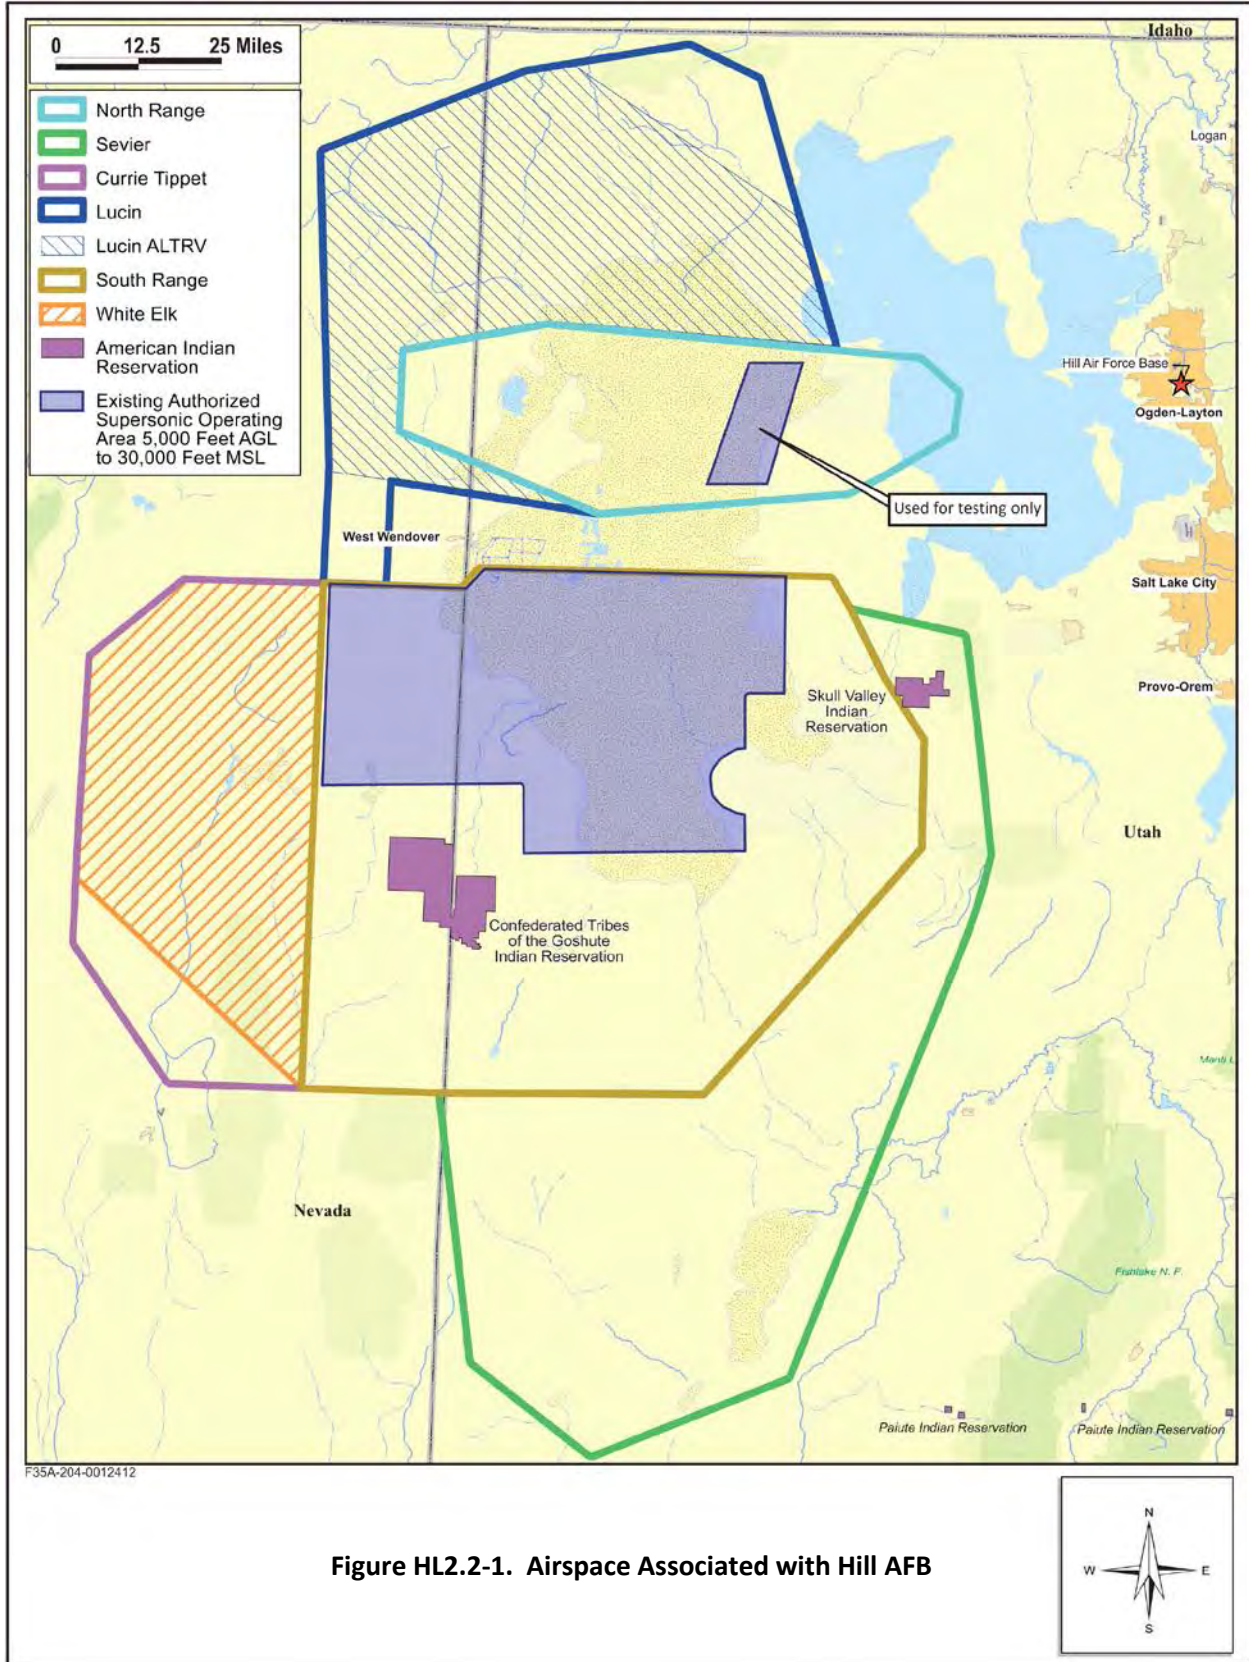 0 12.5 25 Miles
North Range
Sevier
Currie Tippet
Lucin
Lucin ALTRV
South Range
White Elk
American Indian
Reservation
Existing Authorized
Supersonic Operating
Area 5,000 Feet AGL
to 30,000 Feet MSL
Idaho
Logan
Hill Air Force Base
Ogden-Layton
Used for testing only
West Wendover
Salt Lake City
Provo-Orem
Skull Valley
Indian
Reservation
Utah
Confederated Tribes
of the Goshute
Indian Reservation
Nevada
Fishlake N. F.
Paiute Indian Reservation
Paiute Indian Reservation
F35A-204-0012412
Figure HL2.2-1. Airspace Associated with Hill AFB
N
W E
S